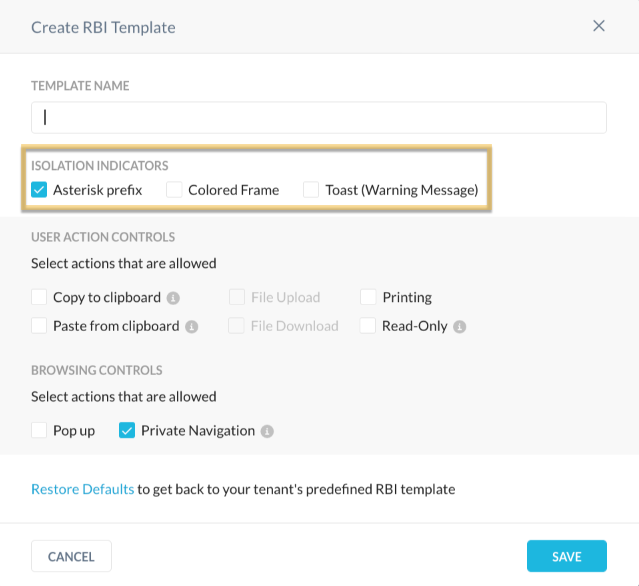 Create RBI Template
TEMPLATE NAME
ISOLATION INDICATORS
Asterisk prefix Colored Frame Toast (Warning Message)
USER ACTION CONTROLS
Select actions that are allowed
Copy to clipboard File Upload Printing
Paste from clipboard File Download Read-Only
BROWSING CONTROLS
Select actions that are allowed
Pop up Private Navigation
Restore Defaults to get back to your tenant's predefined RBI template
CANCEL SAVE